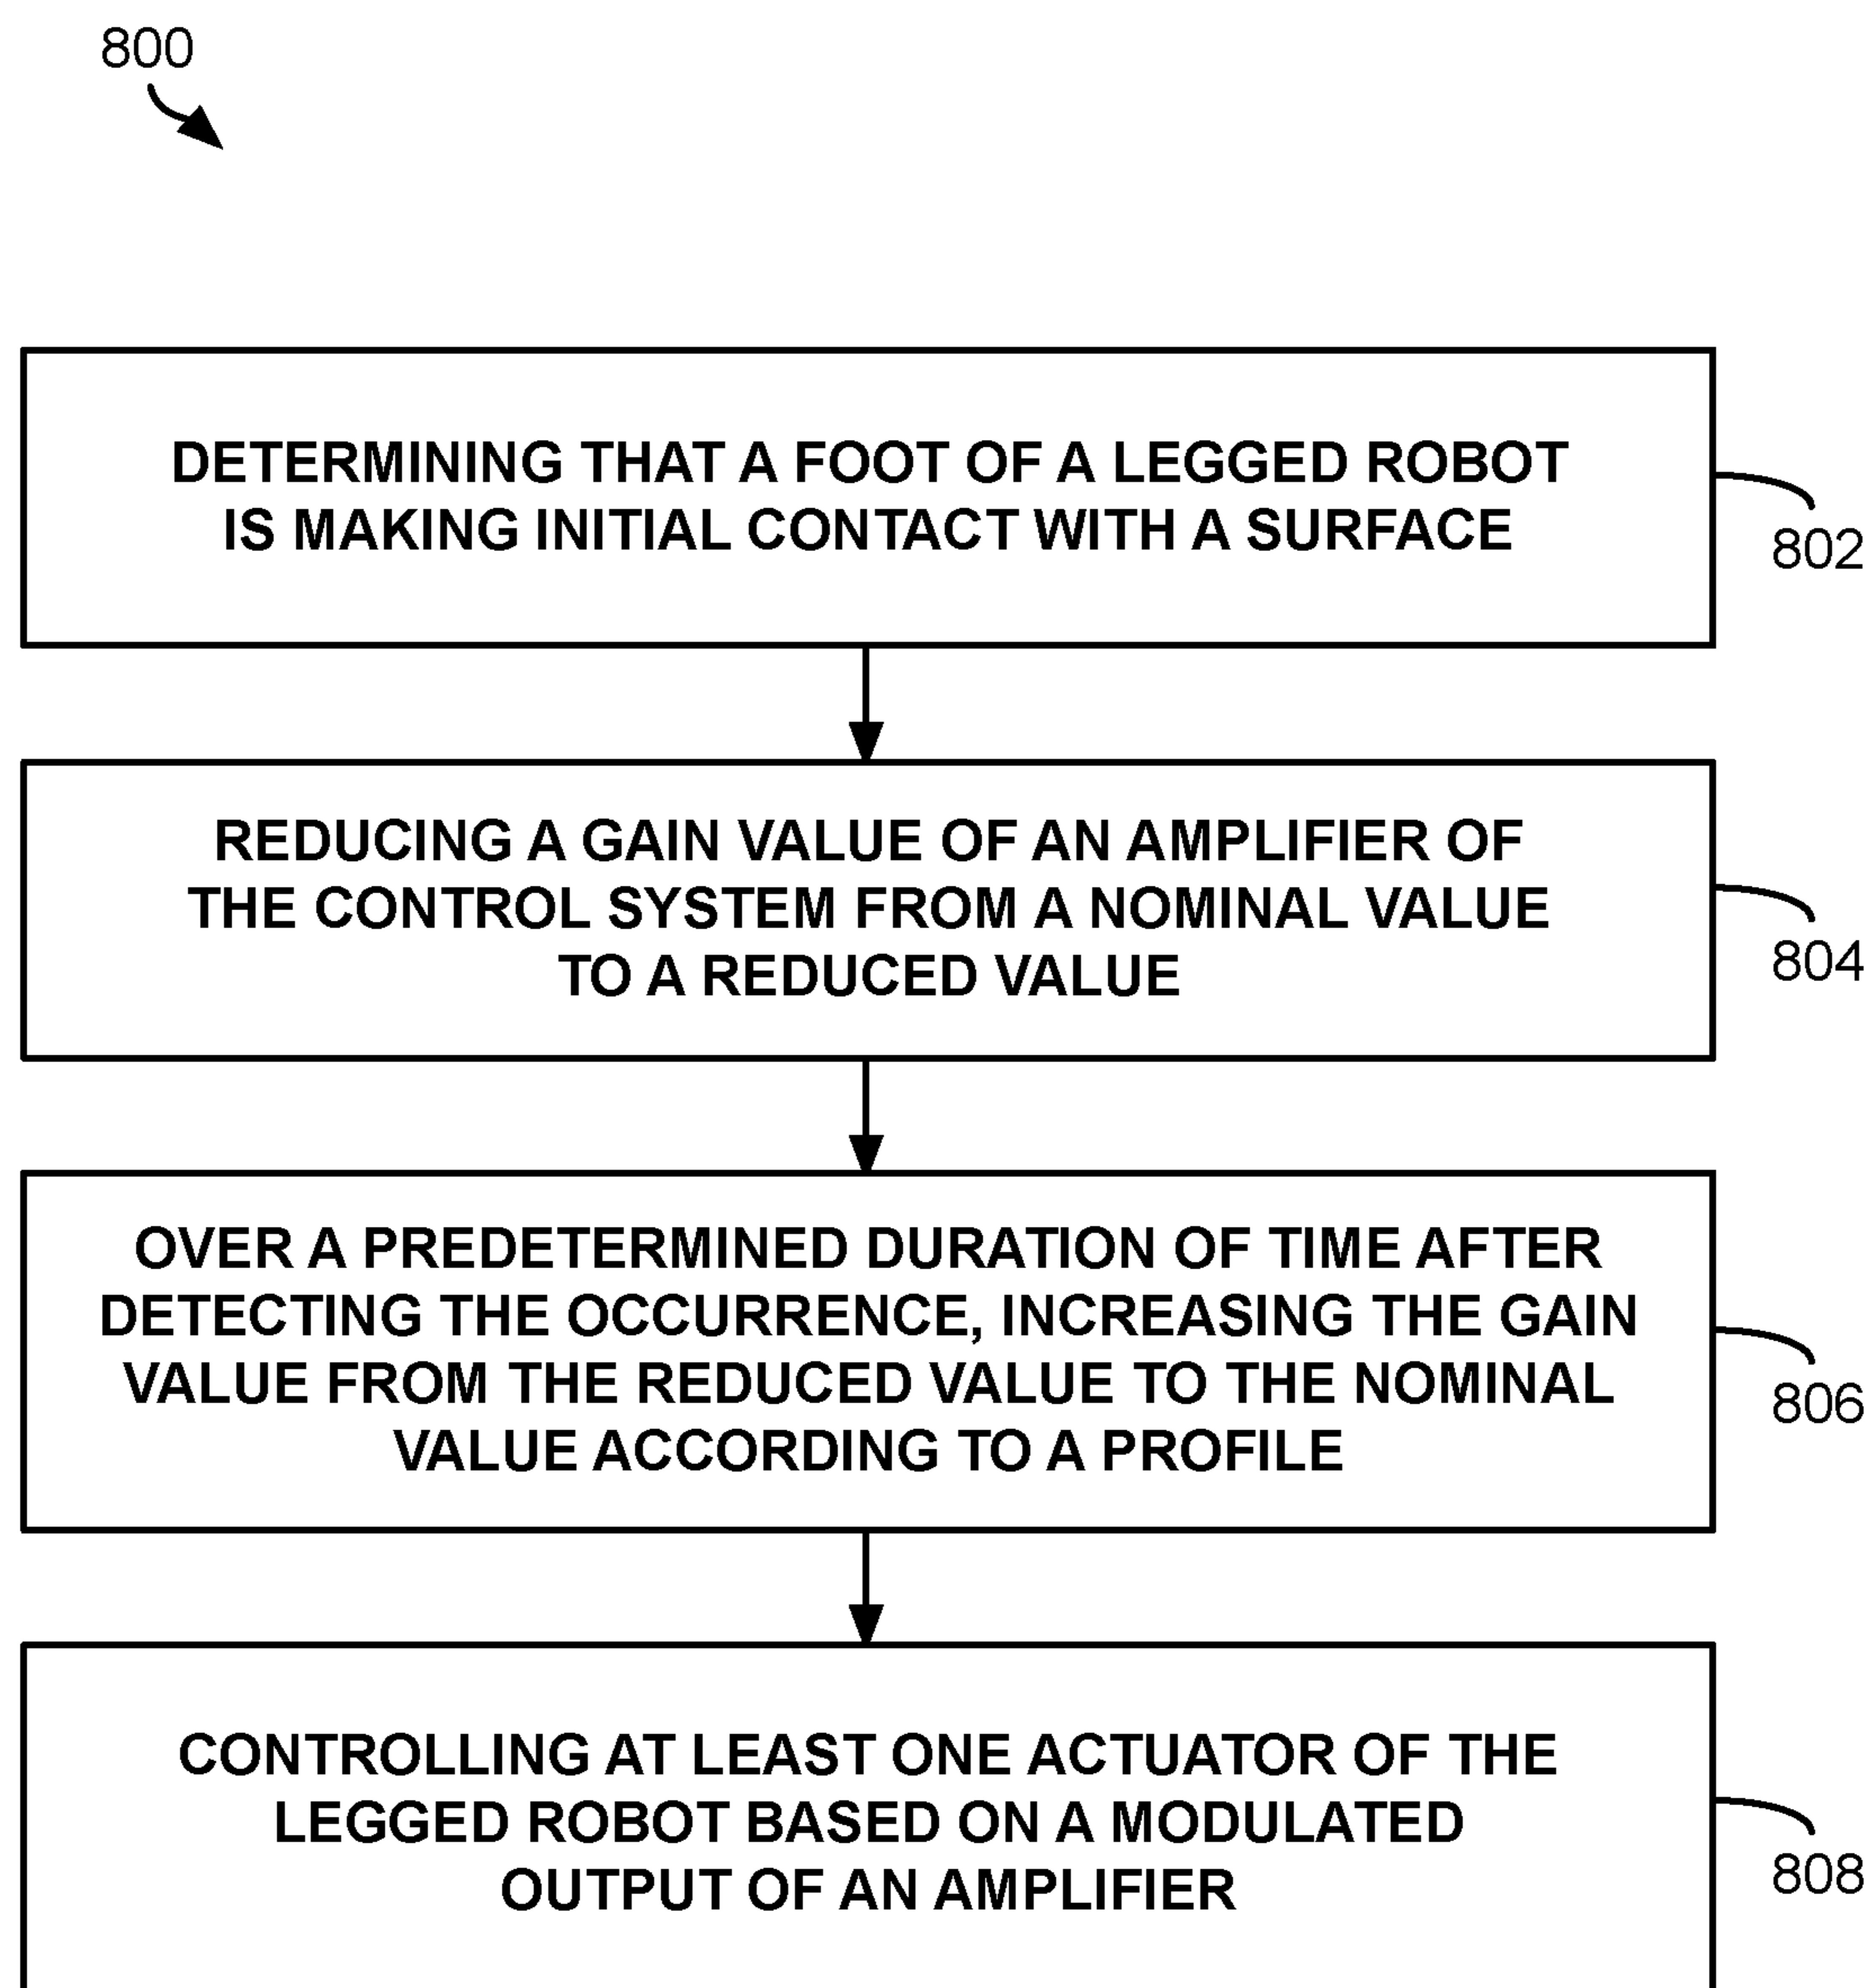 800
DETERMINING THAT A FOOT OF A LEGGED ROBOT
IS MAKING INITIAL CONTACT WITH A SURFACE
802
REDUCING A GAIN VALUE OF AN AMPLIFIER OF
THE CONTROL SYSTEM FROM A NOMINAL VALUE
TO A REDUCED VALUE
804
OVER A PREDETERMINED DURATION OF TIME AFTER
DETECTING THE OCCURRENCE, INCREASING THE GAIN
VALUE FROM THE REDUCED VALUE TO THE NOMINAL
VALUE ACCORDING TO A PROFILE
806
CONTROLLING AT LEAST ONE ACTUATOR OF THE
LEGGED ROBOT BASED ON A MODULATED
OUTPUT OF AN AMPLIFIER
808